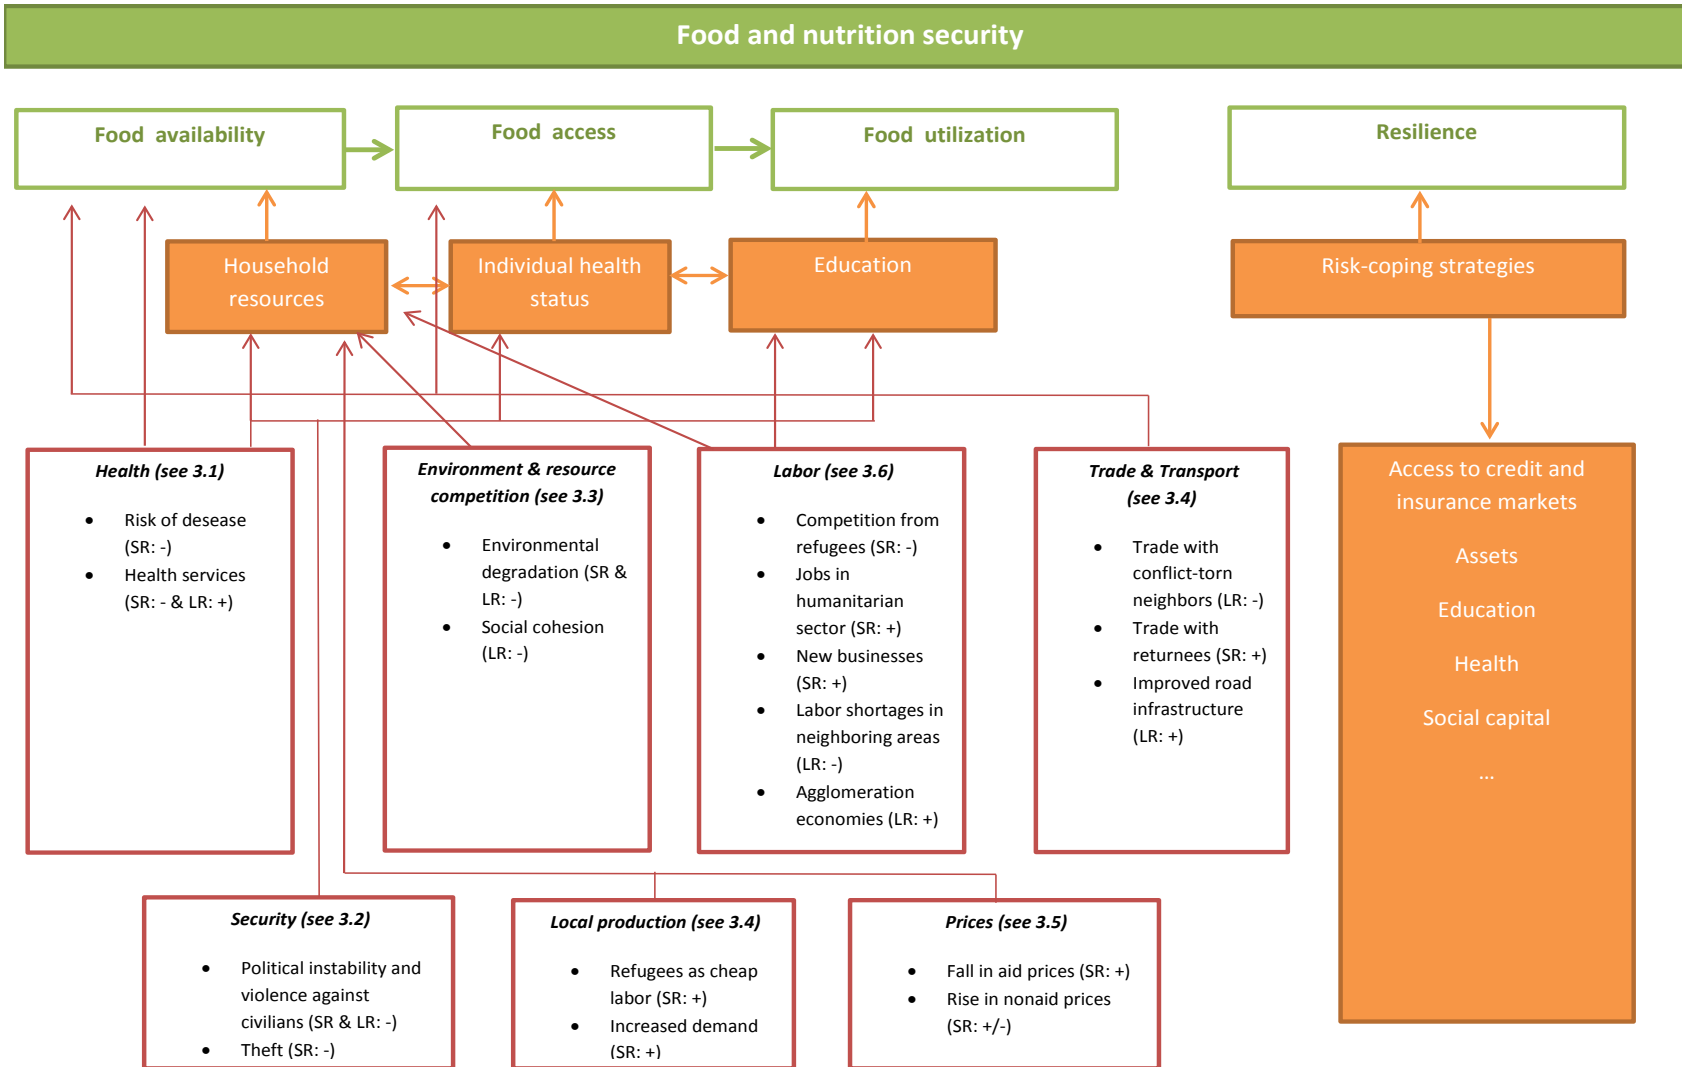 Food and nutrition security
Food availability
Food access
Food utilization
Resilience
Household
resources
Individual health
status
Education
Risk-coping strategies
Health (see 3.1)
• Risk of desease
(SR: -)
• Health services
(SR: - & LR: +)
Environment & resource
competition (see 3.3)
• Environmental
degradation (SR &
LR: -)
• Social cohesion
(LR: -)
Labor (see 3.6)
• Competition from
refugees (SR: -)
• Jobs in
humanitarian
sector (SR: +)
• New businesses
(SR: +)
• Labor shortages in
neighboring areas
(LR: -)
• Agglomeration
economies (LR: +)
Trade & Transport
(see 3.4)
• Trade with
conflict-torn
neighbors (LR: -)
• Trade with
returnees (SR: +)
• Improved road
infrastructure
(LR: +)
Access to credit and
insurance markets
Assets
Education
Health
Social capital
...
Security (see 3.2)
• Political instability and
violence against
civilians (SR & LR: -)
• Theft (SR: -)
Local production (see 3.4)
• Refugees as cheap
labor (SR: +)
• Increased demand
(SR: +)
Prices (see 3.5)
• Fall in aid prices (SR: +)
• Rise in nonaid prices
(SR: +/-)